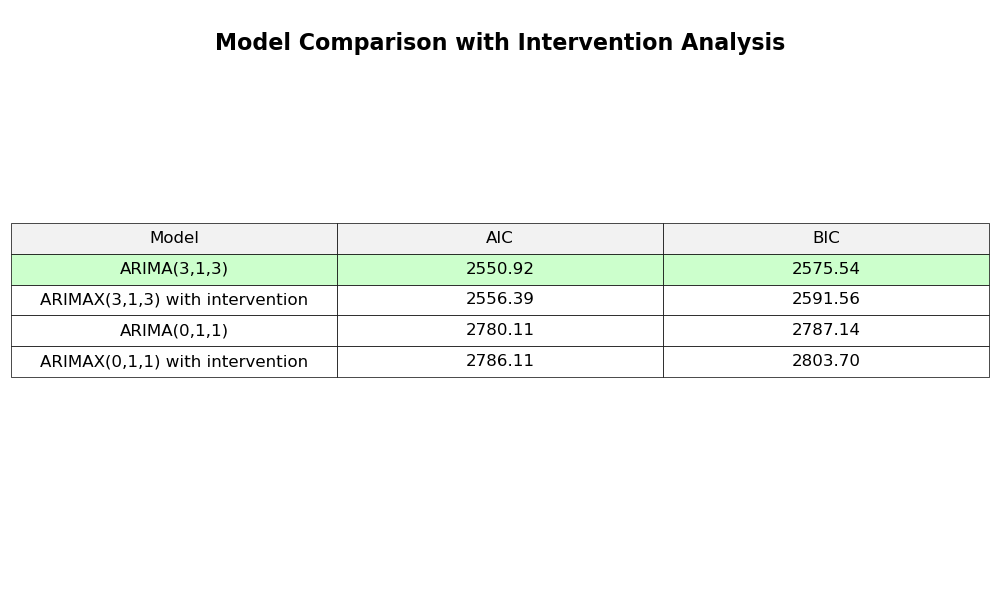 Model Comparison with Intervention Analysis
Model AIC BIC
ARIMA(3,1,3) 2550.92 2575.54
ARIMAX(3,1,3) with intervention 2556.39 2591.56
ARIMA(0,1,1) 2780.11 2787.14
ARIMAX(0,1,1) with intervention 2786.11 2803.70